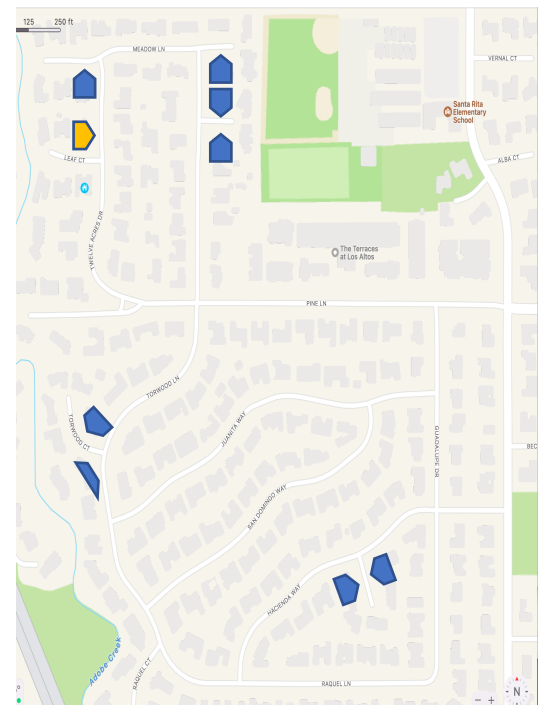 125 250 ft
MEADOW LN
VERNAL CT
Santa Rita
Elementary
School
LEAF CT
ALBA CT
TWELVE ACRES DR
The Terraces
at Los Altos
PINE LN
TORWOOD LN
JUANITA WAY
TORWOOD CT
GUADALUPE DR
BEC
SAN DOMINGO WAY
HACIENDA WAY
Adobe Creek
RAQUEL CT
RAQUEL LN
N